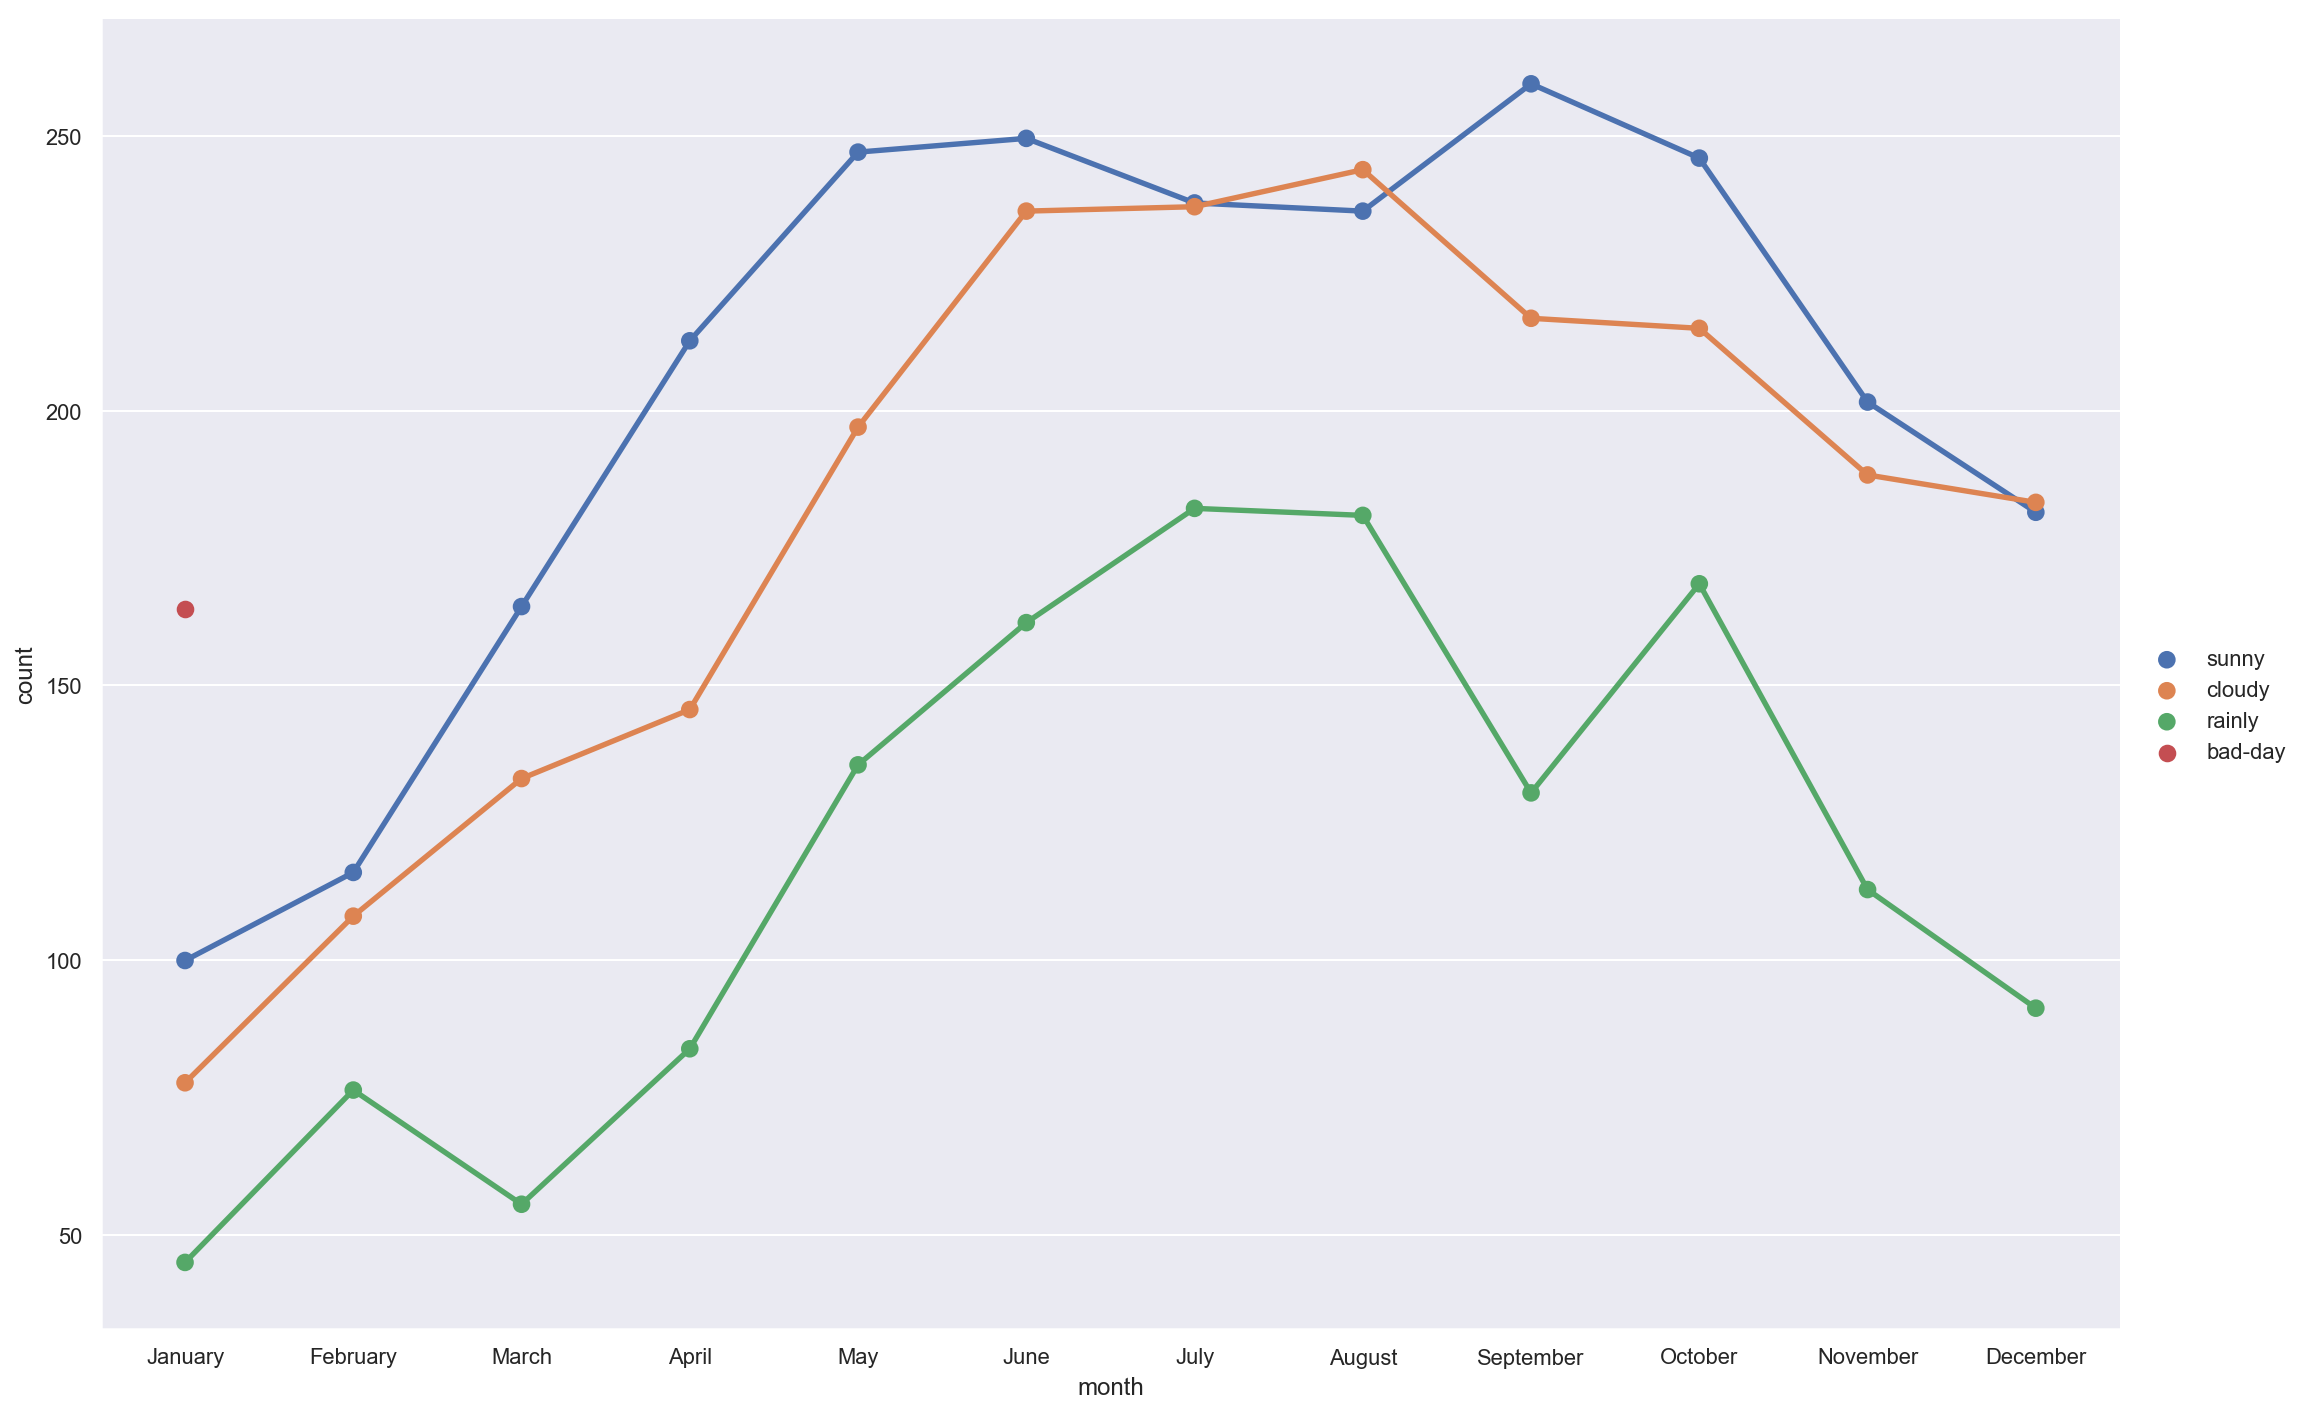 250
200
150
100
50
count
January February March April May June July August September October November December
month
sunny
cloudy
rainly
bad-day